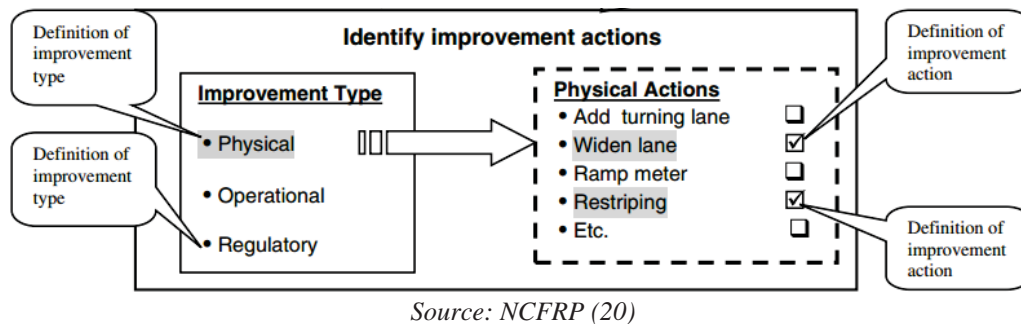 Identify improvement actions
Definition of
improvement
type
Definition of
improvement
type
Improvement Type
• Physical
• Operational
• Regulatory
Physical Actions
• Add turning lane
• Widen lane
• Ramp meter
• Restriping
• Etc.
Definition of
improvement
action
Definition of
improvement
action
Source: NCFRP (20)